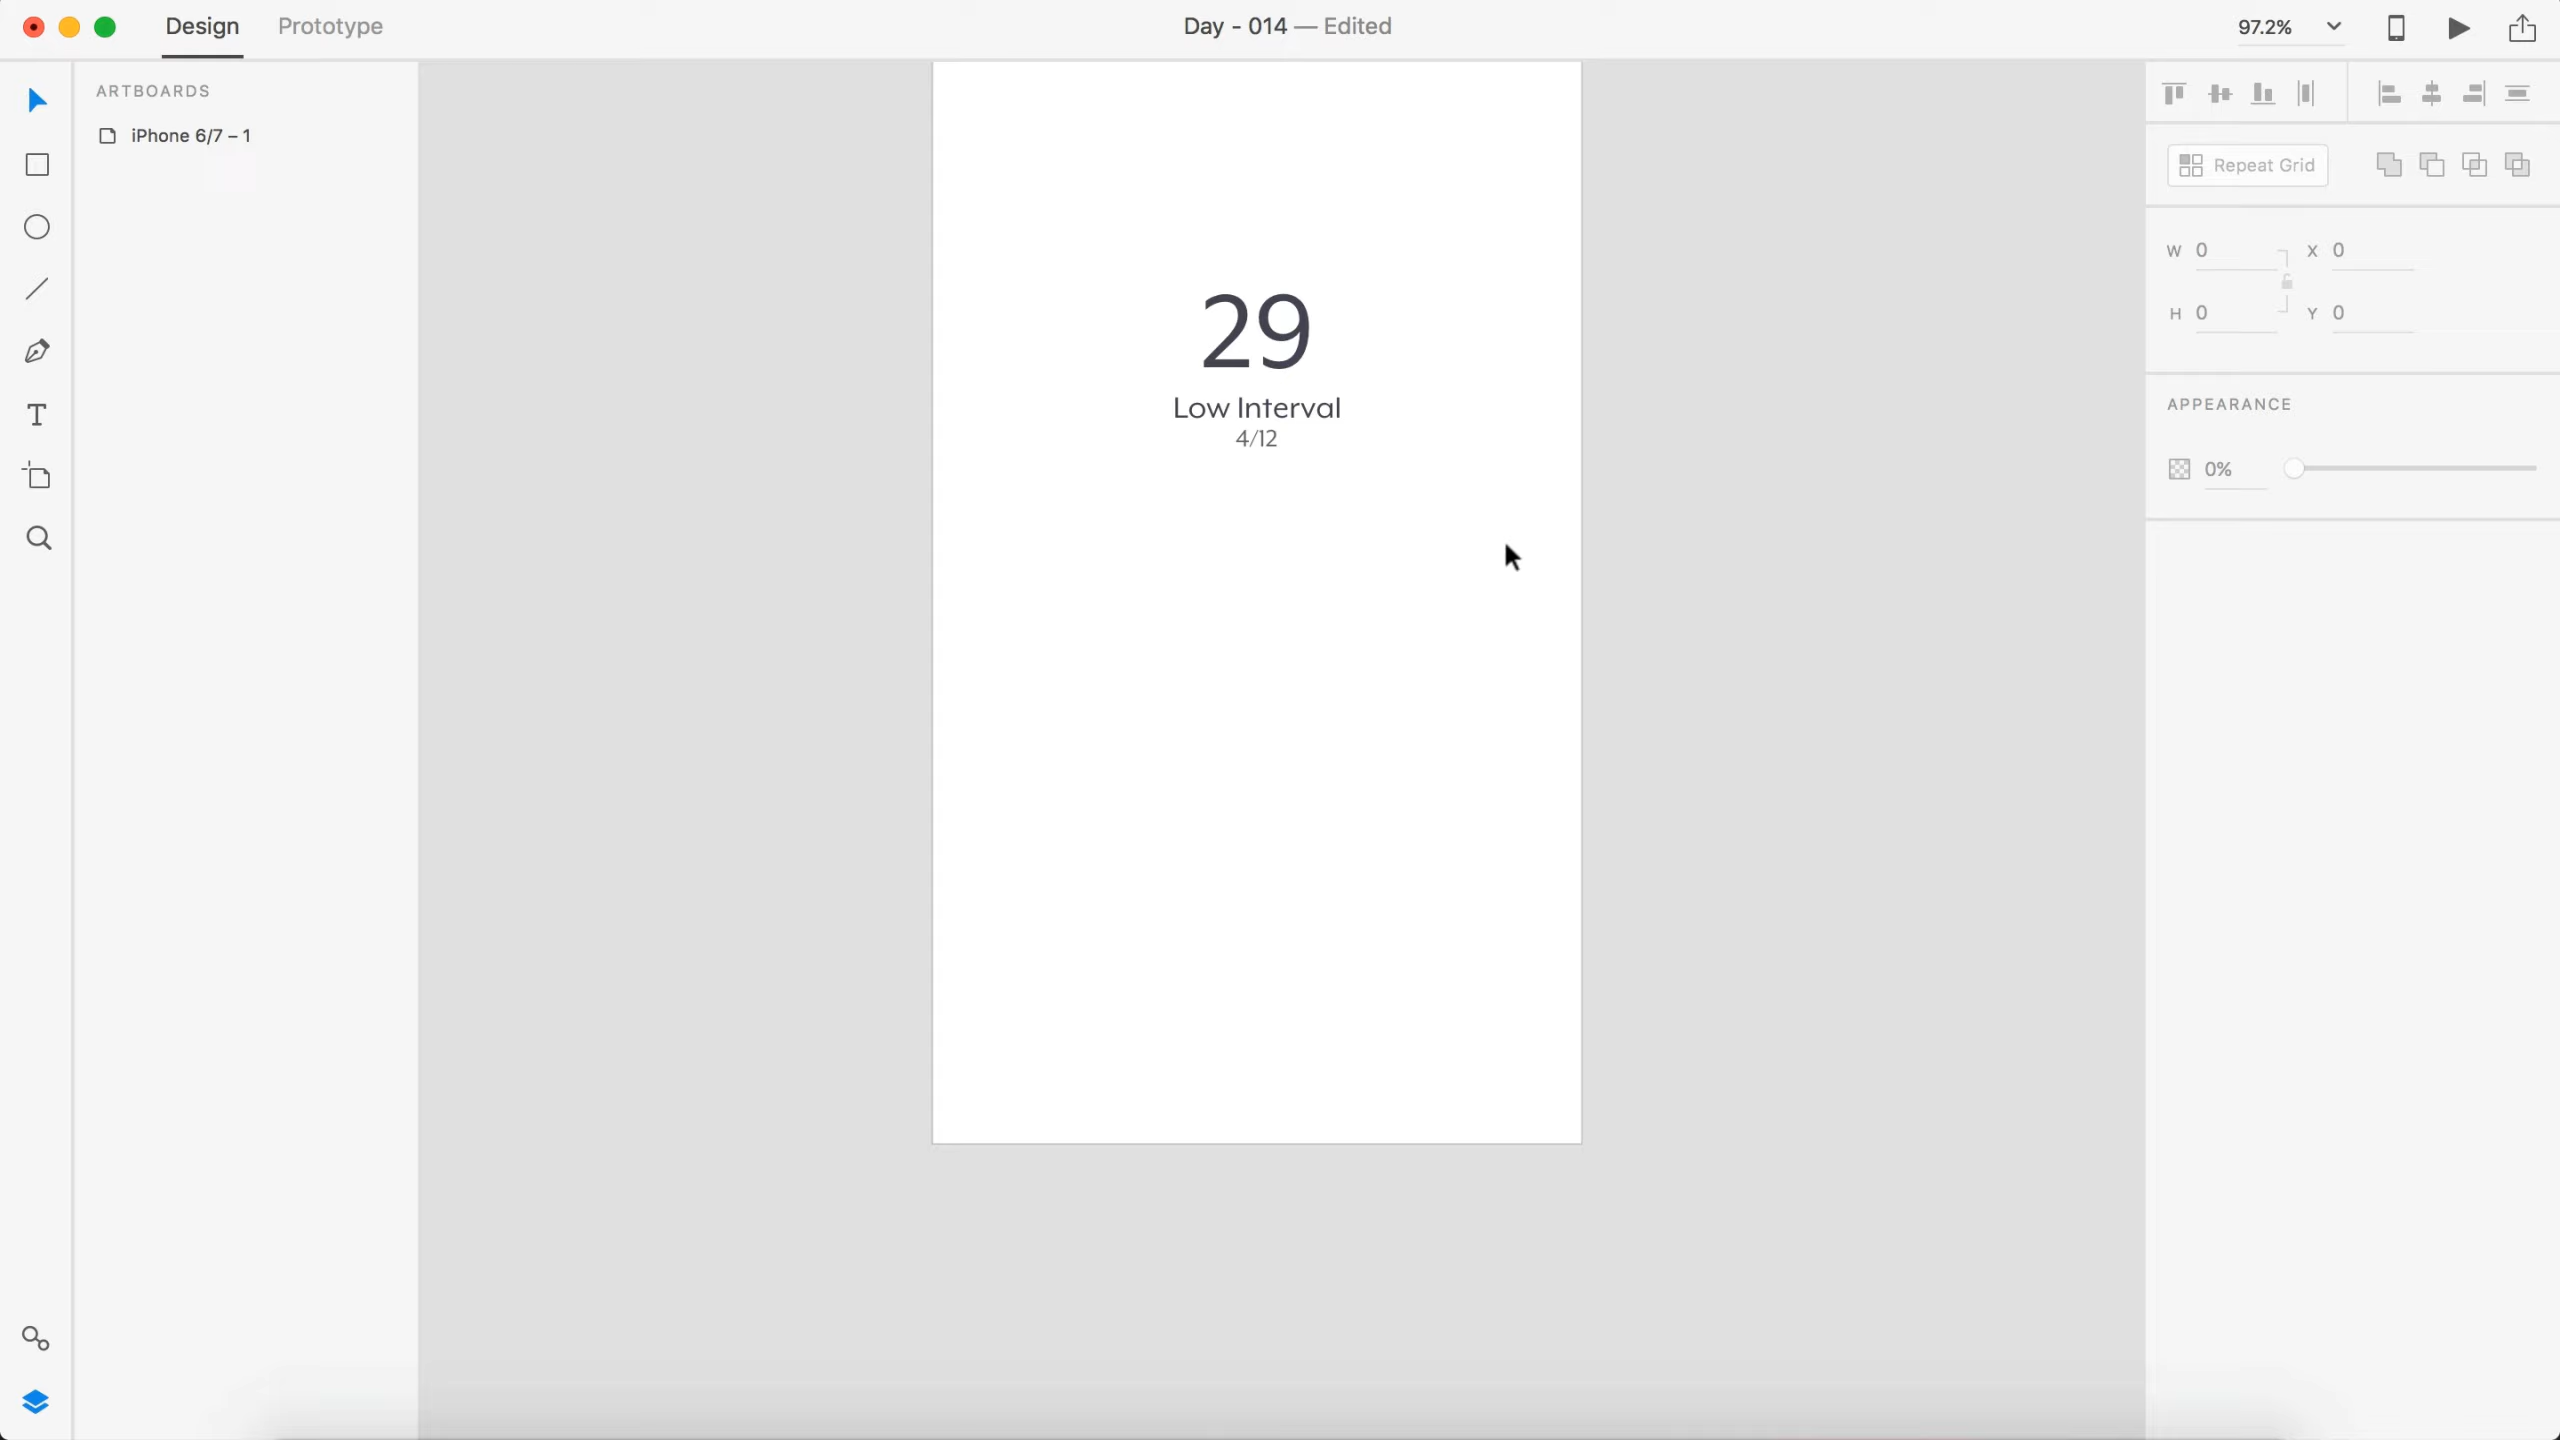 Design Prototype Day - 014 — Edited 97.2%
ARTBOARDS
iPhone 6/7 – 1
29
Low Interval
4/12
Repeat Grid
W 0 X 0
H 0 Y 0
APPEARANCE
0%